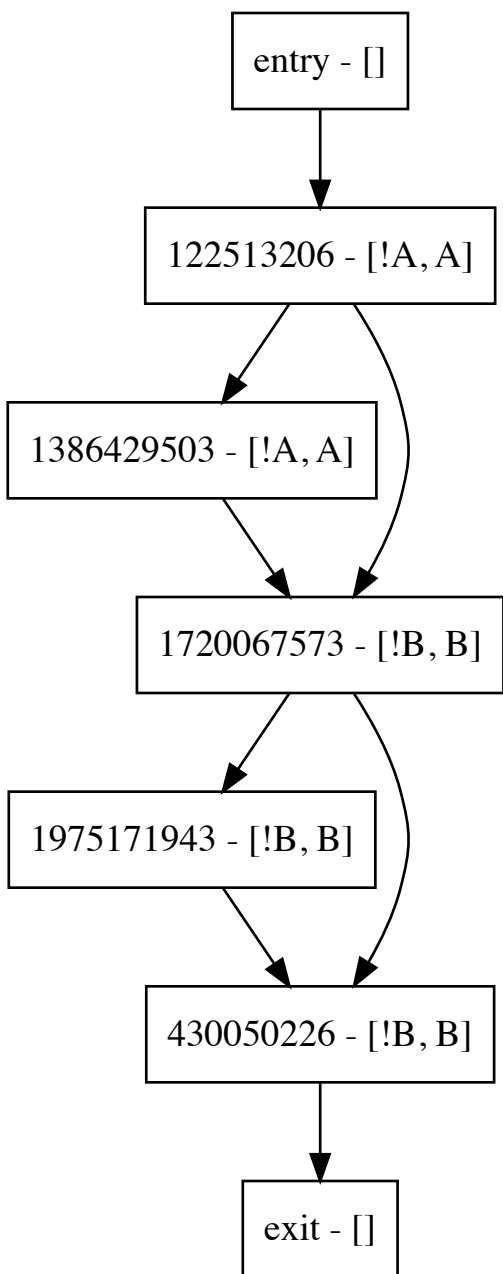 entry - []
122513206 - [!A, A]
1386429503 - [!A, A]
1720067573 - [!B, B]
1975171943 - [!B, B]
430050226 - [!B, B]
exit - []